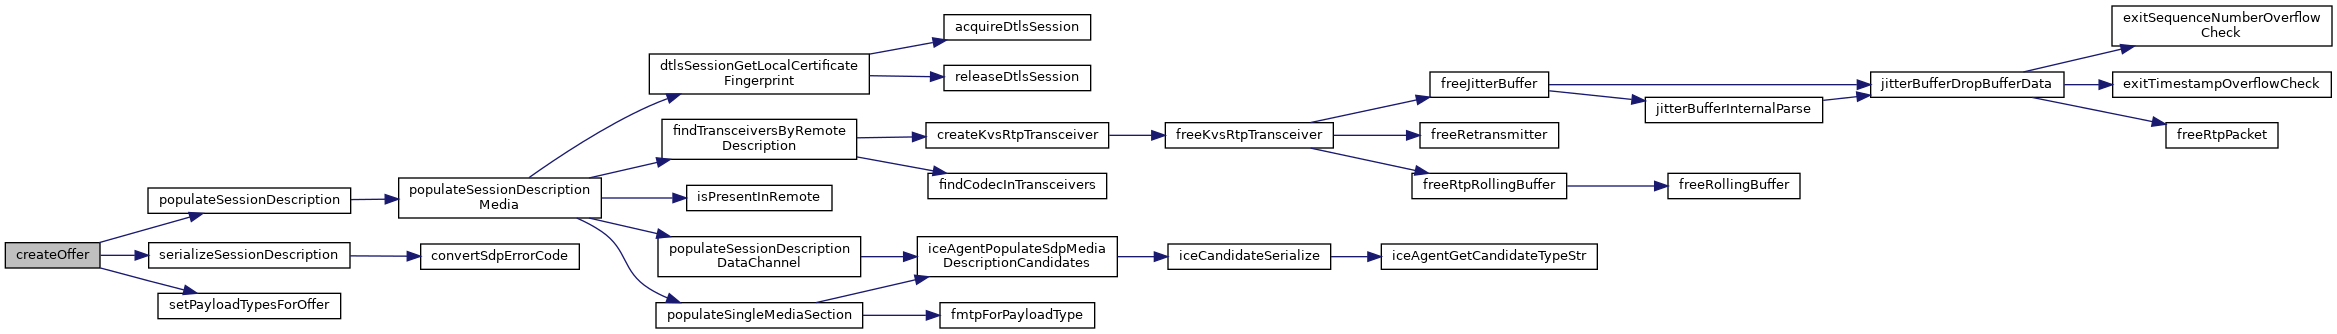 createOffer
populateSessionDescription
serializeSessionDescription
setPayloadTypesForOffer
populateSessionDescription
Media
convertSdpErrorCode
dtlsSessionGetLocalCertificate
Fingerprint
findTransceiversByRemote
Description
isPresentInRemote
populateSessionDescription
DataChannel
populateSingleMediaSection
acquireDtlsSession
releaseDtlsSession
createKvsRtpTransceiver
findCodecInTransceivers
iceAgentPopulateSdpMedia
DescriptionCandidates
fmtpForPayloadType
freeKvsRtpTransceiver
iceCandidateSerialize
freeJitterBuffer
freeRetransmitter
freeRtpRollingBuffer
iceAgentGetCandidateTypeStr
jitterBufferInternalParse
freeRollingBuffer
jitterBufferDropBufferData
exitSequenceNumberOverflow
Check
exitTimestampOverflowCheck
freeRtpPacket